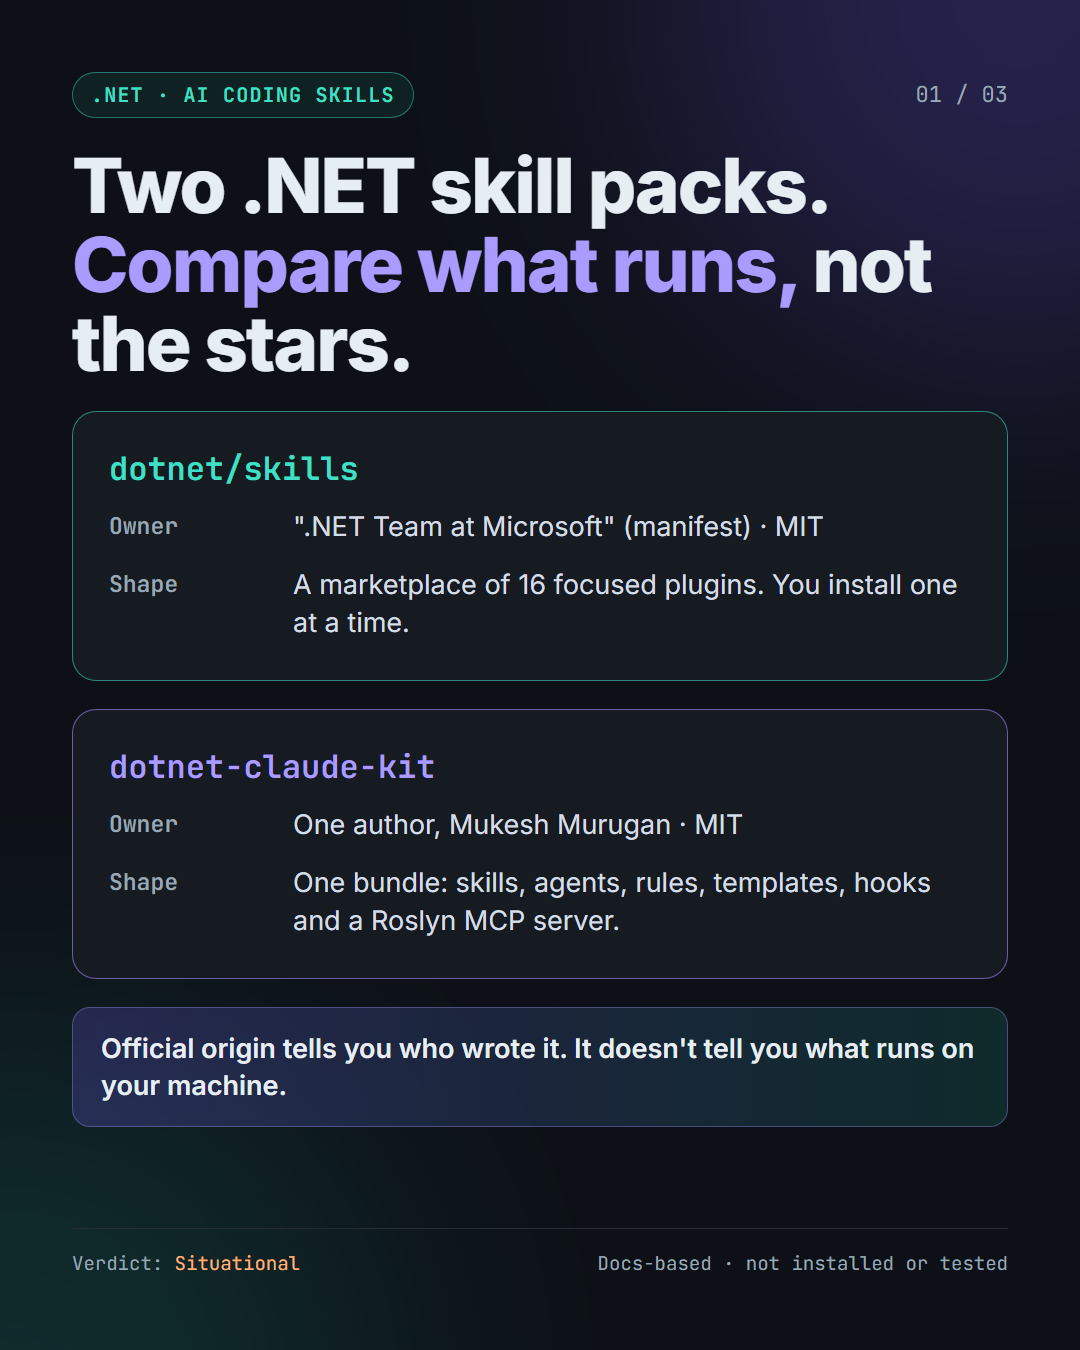 .NET · AI CODING SKILLS
01 / 03
Two .NET skill packs.
Compare what runs, not
the stars.
dotnet/skills
Owner ".NET Team at Microsoft" (manifest) · MIT
Shape A marketplace of 16 focused plugins. You install one
at a time.
dotnet-claude-kit
Owner One author, Mukesh Murugan · MIT
Shape One bundle: skills, agents, rules, templates, hooks
and a Roslyn MCP server.
Official origin tells you who wrote it. It doesn't tell you what runs on
your machine.
Verdict: Situational
Docs-based · not installed or tested